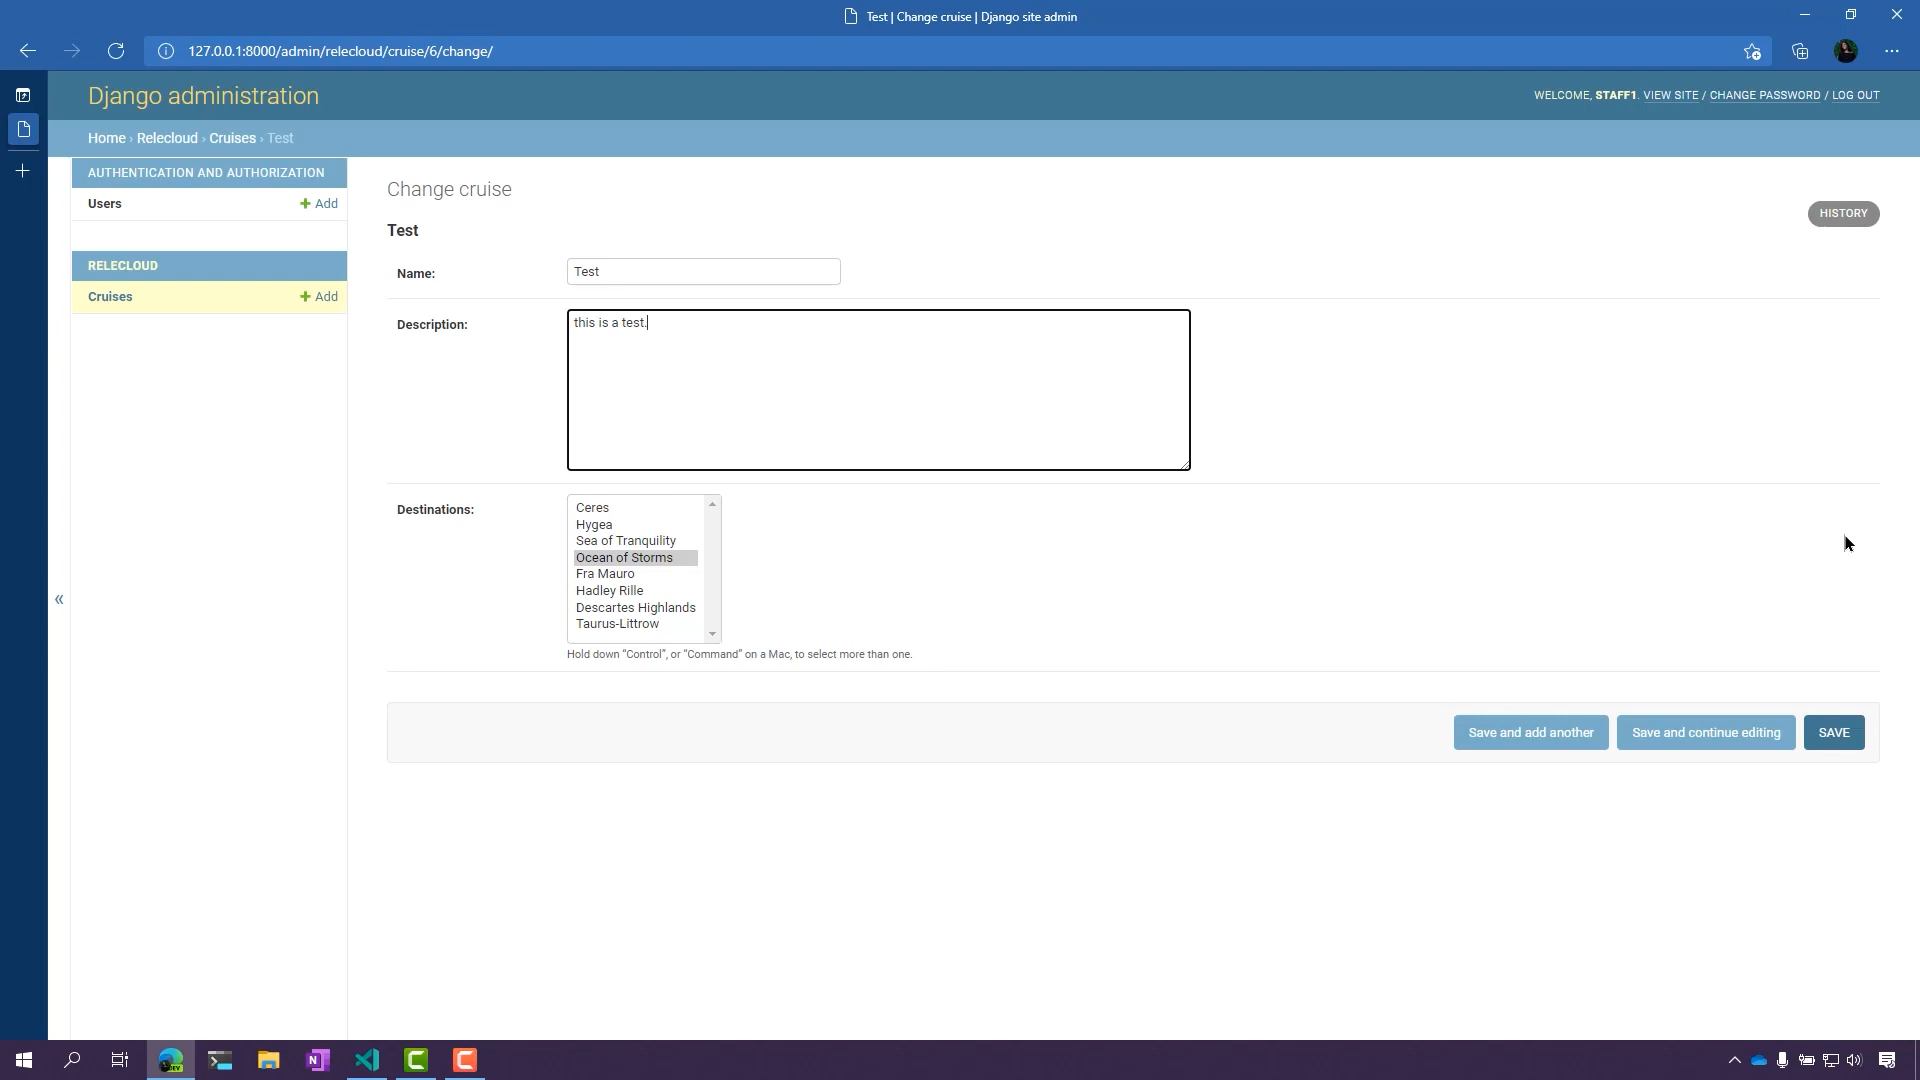 Test | Change cruise | Django site admin
127.0.0.1:8000/admin/relecloud/cruise/6/change/
Django administration
WELCOME, STAFF1. VIEW SITE / CHANGE PASSWORD / LOG OUT
Home › Relecloud › Cruises › Test
AUTHENTICATION AND AUTHORIZATION
Users + Add
RELECLOUD
Cruises + Add
«
Change cruise
HISTORY
Test
Name: Test
Description: this is a test.
Destinations:
Ceres
Hygea
Sea of Tranquility
Ocean of Storms
Fra Mauro
Hadley Rille
Descartes Highlands
Taurus-Littrow
Hold down “Control”, or “Command” on a Mac, to select more than one.
Save and add another Save and continue editing SAVE